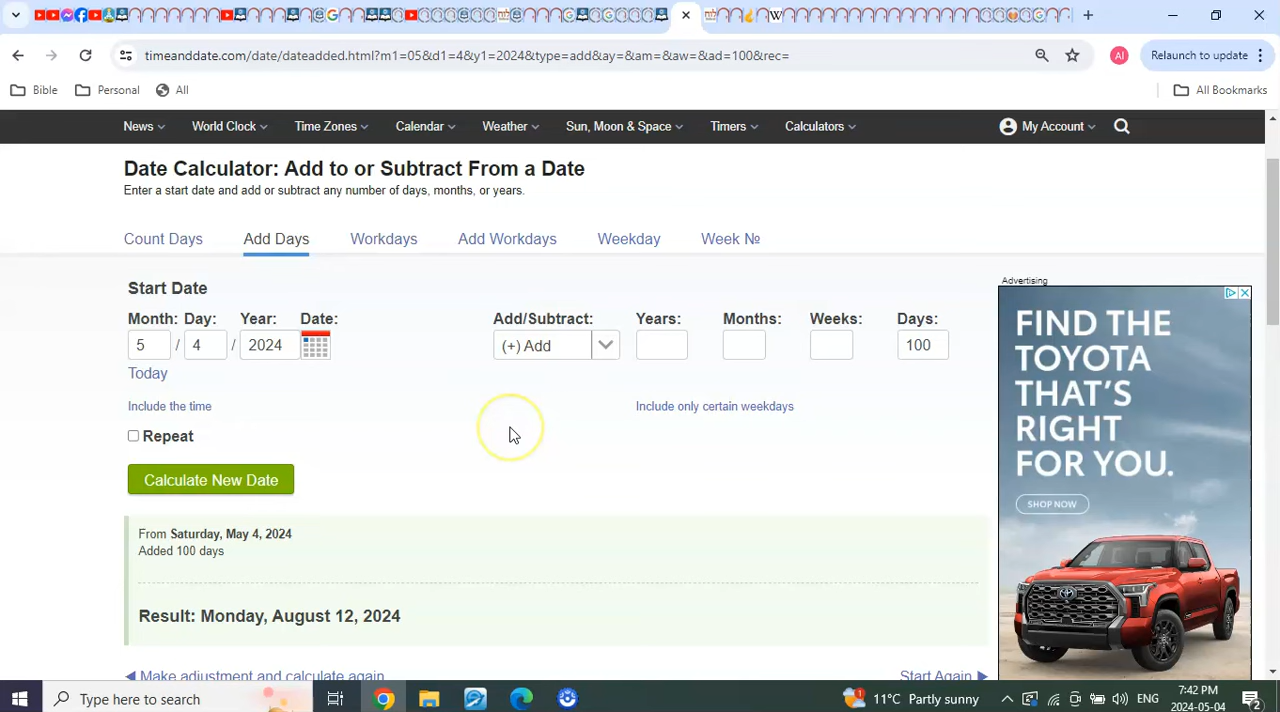 timeanddate.com/date/dateadded.html?m1=05&d1=4&y1=2024&type=add&ay=&am=&aw=&ad=100&rec=
AI
Relaunch to update
Bible
Personal
All
All Bookmarks
News
World Clock
Time Zones
Calendar
Weather
Sun, Moon & Space
Timers
Calculators
My Account
Date Calculator: Add to or Subtract From a Date
Enter a start date and add or subtract any number of days, months, or years.
Count Days
Add Days
Workdays
Add Workdays
Weekday
Week №
Start Date
Month: Day: Year: Date:
Add/Subtract: Years: Months: Weeks: Days:
5 / 4 / 2024
(+) Add
100
Today
Include the time
Include only certain weekdays
Repeat
Calculate New Date
From Saturday, May 4, 2024
Added 100 days
Result: Monday, August 12, 2024
Make adjustment and calculate again
Start Again
Advertising
FIND THE
TOYOTA
THAT'S
RIGHT
FOR YOU.
SHOP NOW
Type here to search
11°C Partly sunny
ENG
7:42 PM
2024-05-04
2